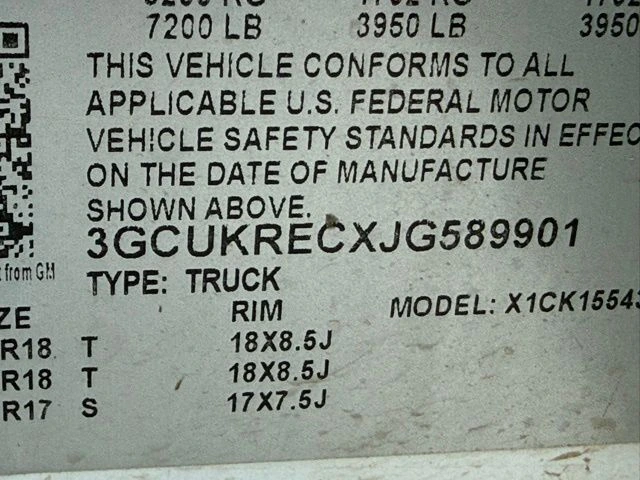 7200 LB 3950 LB 3950
THIS VEHICLE CONFORMS TO ALL
APPLICABLE U.S. FEDERAL MOTOR
VEHICLE SAFETY STANDARDS IN EFFEC
ON THE DATE OF MANUFACTURE
SHOWN ABOVE.
3GCUKRECXJG589901
from GM
TYPE: TRUCK
ZE RIM MODEL: X1CK15543
R18 T 18X8.5J
R18 T 18X8.5J
R17 S 17X7.5J